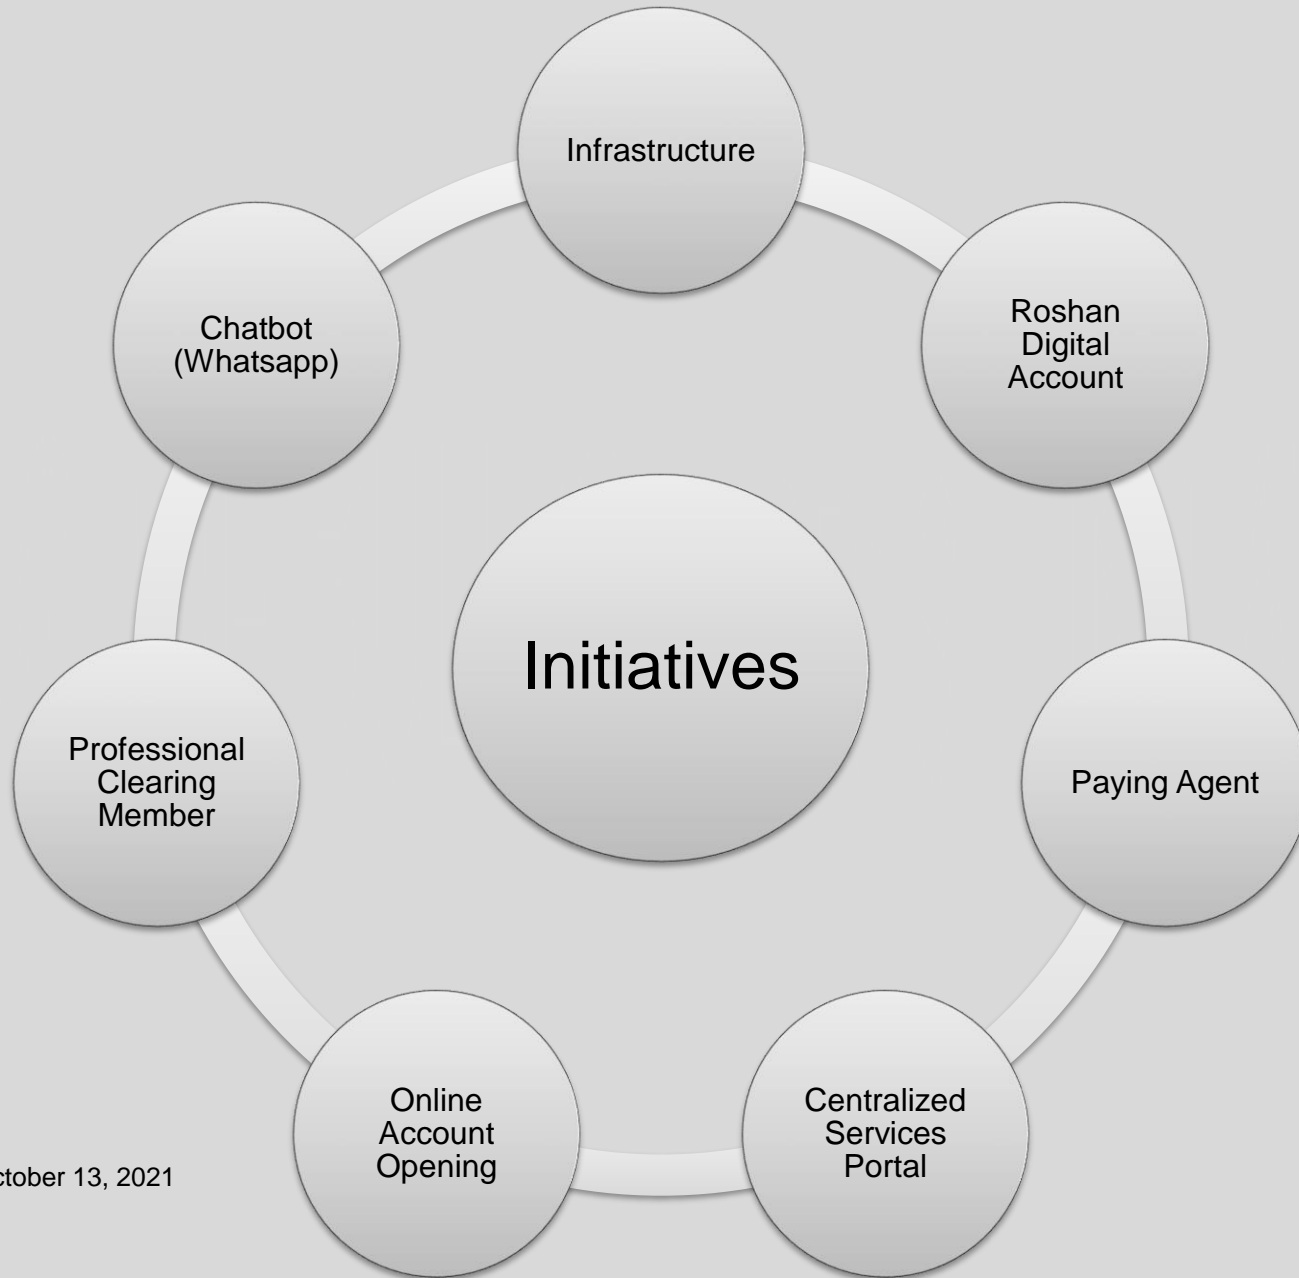 Infrastructure
Roshan
Digital
Account
Paying Agent
Centralized
Services
Portal
Online
Account
Opening
Professional
Clearing
Member
Chatbot
(Whatsapp)
Initiatives
ctober 13, 2021